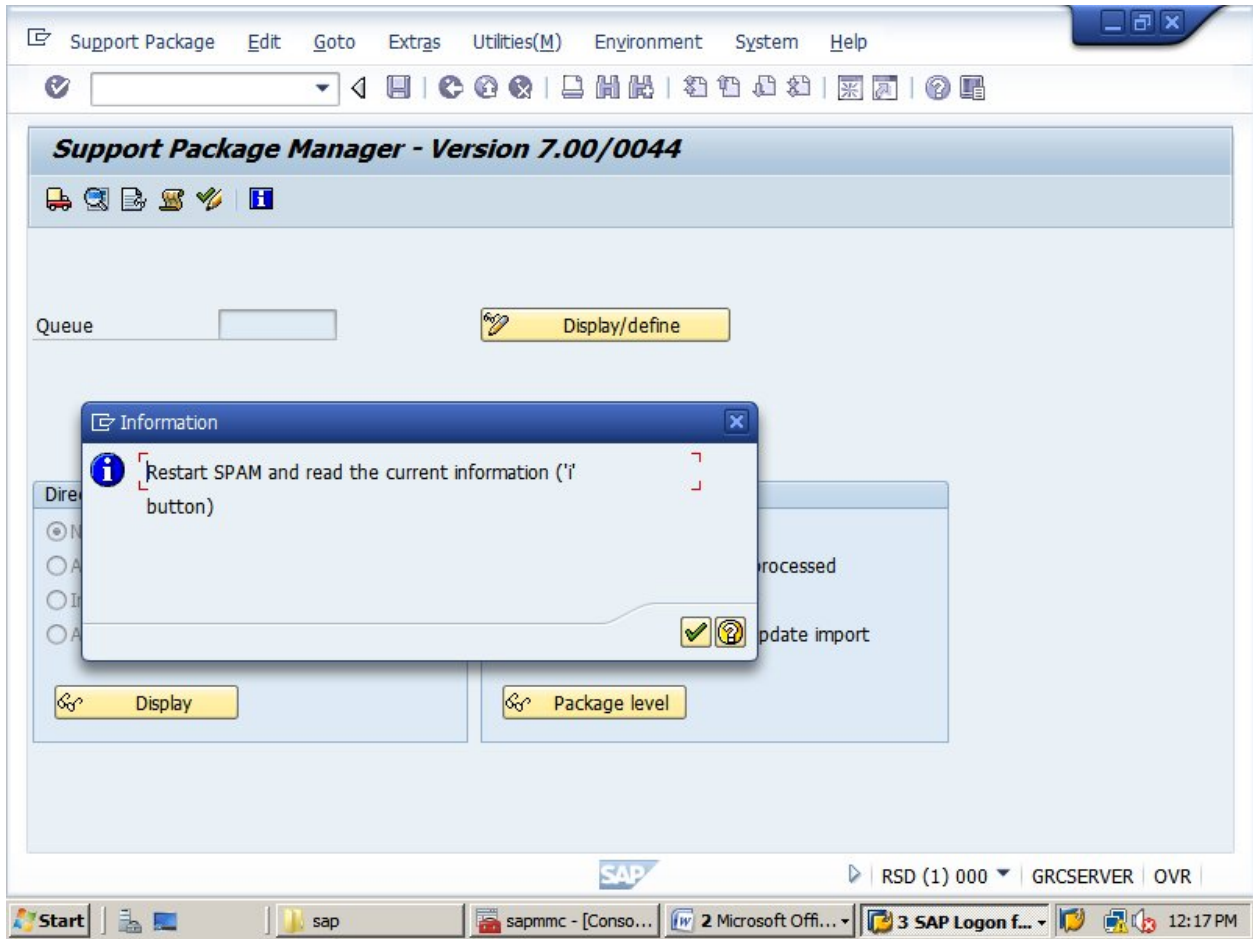 Support Package Edit Goto Extras Utilities(M) Environment System Help
Support Package Manager - Version 7.00/0044
Queue
Display/define
Information
Restart SPAM and read the current information ('i'
button)
Dire
N
A
rocessed
I
A
pdate import
Display
Package level
SAP
RSD (1) 000 GRCSERVER OVR
Start sap sapmmc - [Conso... 2 Microsoft Offi... 3 SAP Logon f... 12:17 PM